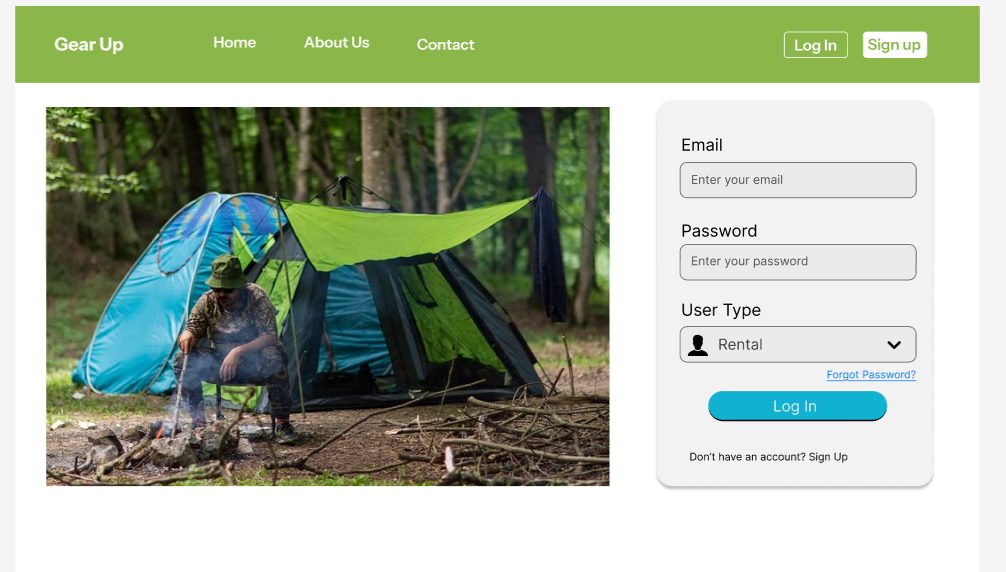 Gear Up
Home
About Us
Contact
Log In
Sign up
Email
Enter your email
Password
Enter your password
User Type
Rental
Forgot Password?
Log In
Don't have an account? Sign Up